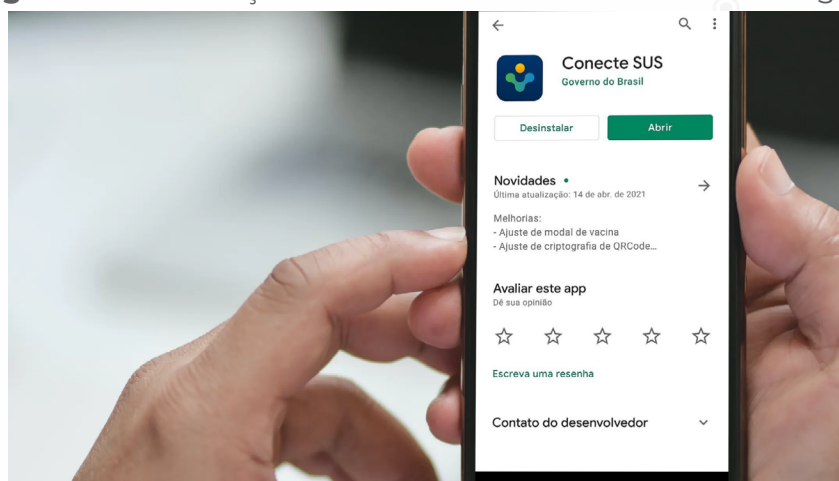 Conecte SUS
Governo do Brasil
Desinstalar
Abrir
Novidades •
Última atualização: 14 de abr. de 2021
Melhorias:
- Ajuste de modal de vacina
- Ajuste de criptografia de QRCode...
Avaliar este app
Dê sua opinião
Escreva uma resenha
Contato do desenvolvedor